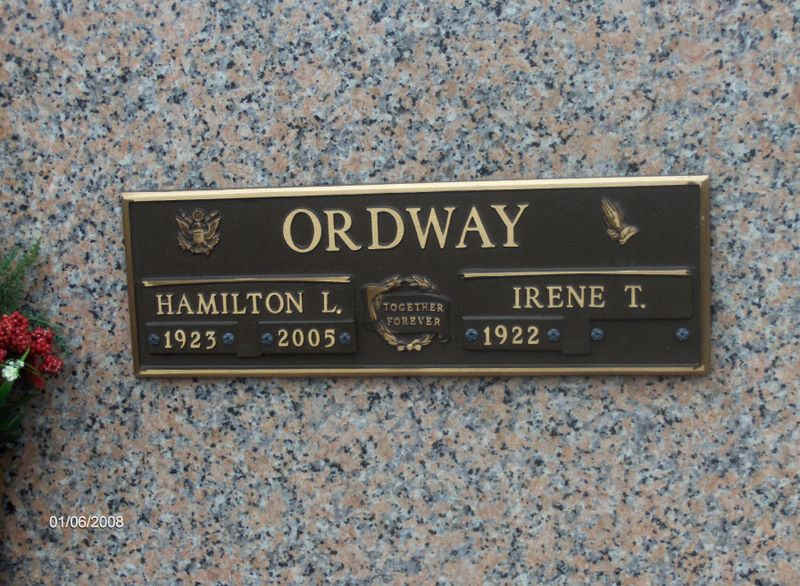 ORDWAY
HAMILTON L.
1923 2005
TOGETHER
FOREVER
IRENE T.
1922
01/06/2008